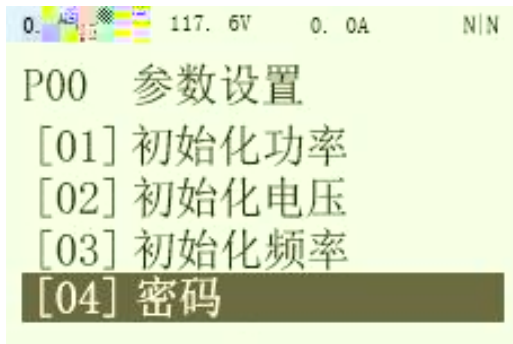 0. 117. 6V 0. 0A N|N
P00 参数设置
[01] 初始化功率
[02] 初始化电压
[03] 初始化频率
[04] 密码